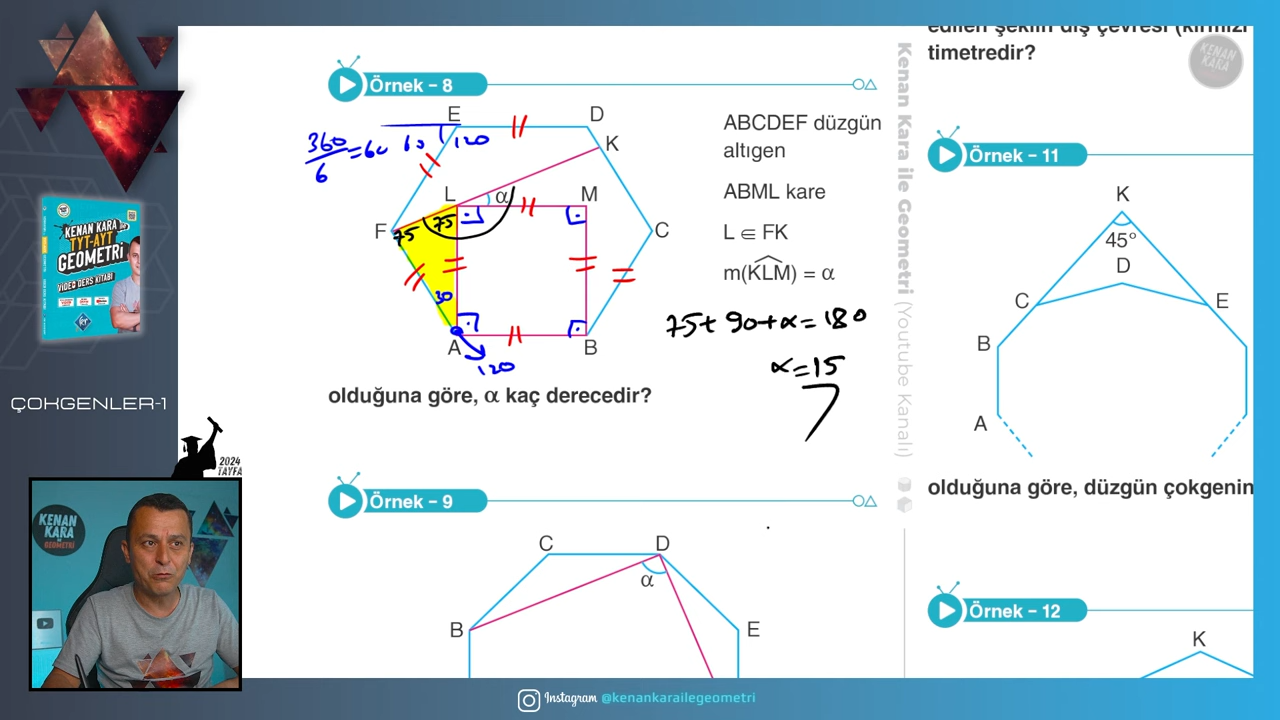 edilen şeklin dış çevresi (kırmızı
timetredir?
KENAN
KARA
Örnek – 8
E
D
K
360/6=60
60
120
L
α
M
F
75
75
C
30
A
B
120
ABCDEF düzgün
altıgen
ABML kare
L ∈ FK
m(KLM) = α
75+90+α=180
α=15
olduğuna göre, α kaç derecedir?
Kenan Kara ile Geometri (Youtube Kanalı)
Örnek – 11
K
45°
D
C
E
B
A
olduğuna göre, düzgün çokgenin
Örnek – 9
C
D
α
B
E
Örnek – 12
K
KENAN KARA
TYT-AYT
GEOMETRİ
VİDEO DERS KİTABI
ÇOKGENLER-1
2024
TAYFA
KENAN
KARA
GEOMETRİ
Instagram @kenankarailegeometri